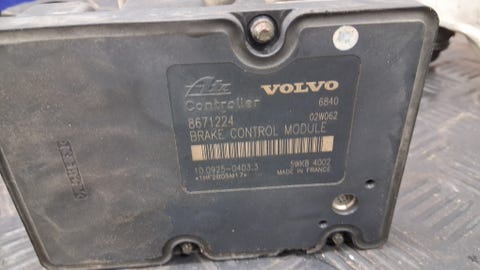 Ate VOLVO
Controller 6840
8671224 02W062
BRAKE CONTROL MODULE
10.0925-0403.3 5WK8 4002
MADE IN FRANCE